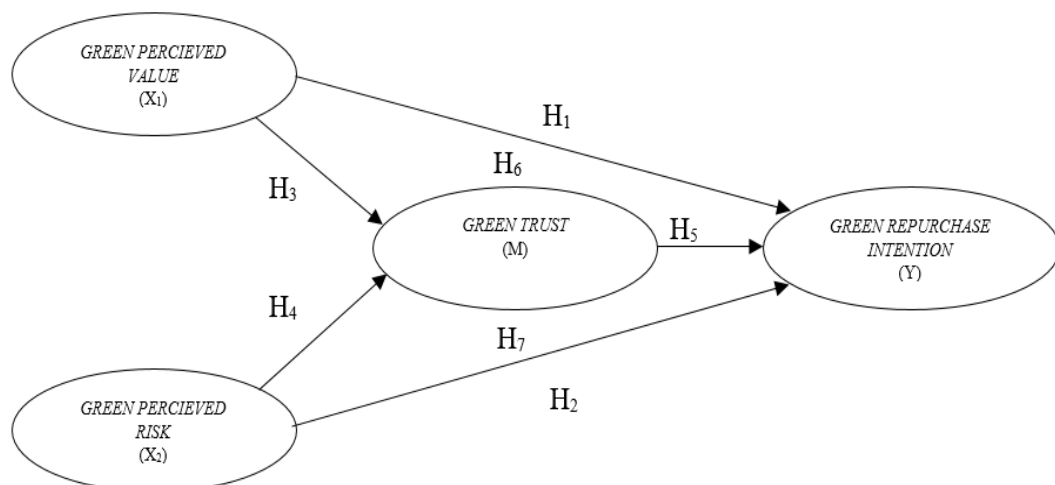 GREEN PERCIEVED
VALUE
(X₁)
H₁
H₆
H₃
GREEN TRUST
(M)
H₅
GREEN REPURCHASE
INTENTION
(Y)
H₄
H₇
H₂
GREEN PERCIEVED
RISK
(X₂)